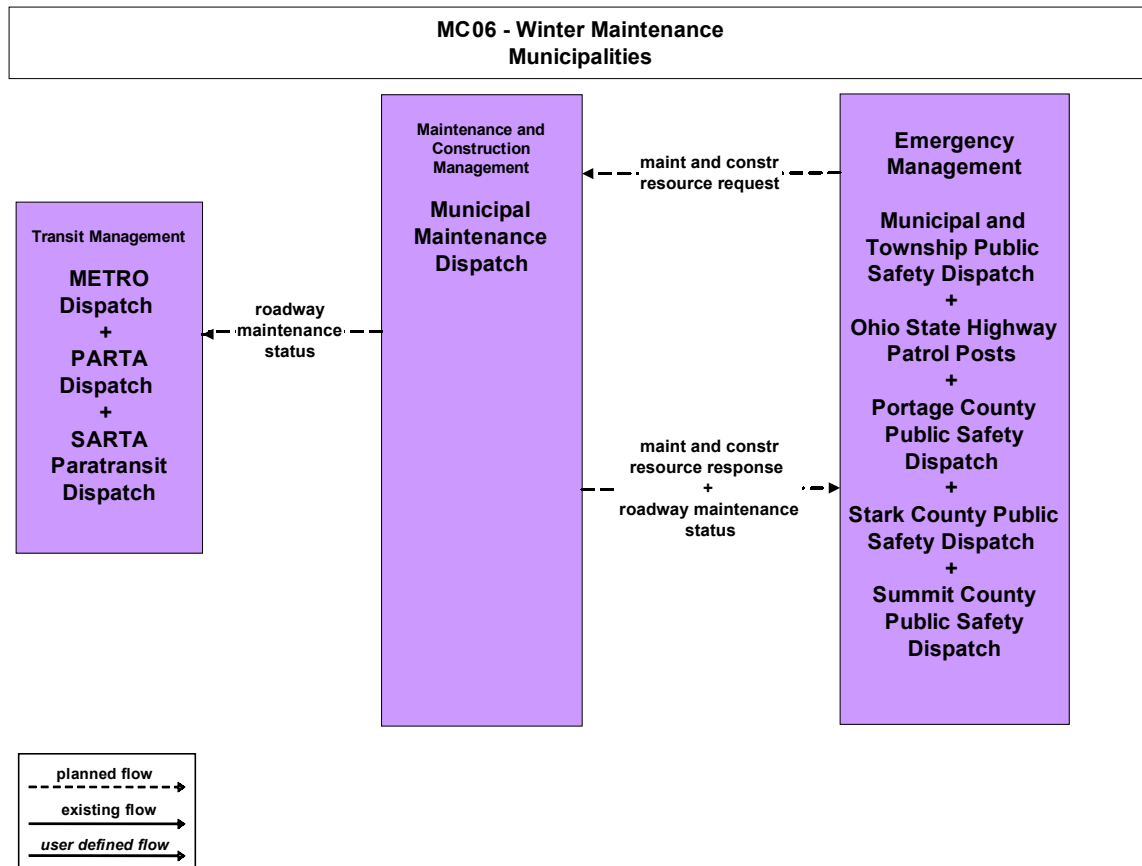 MC06 - Winter Maintenance
Municipalities
Transit Management
METRO
Dispatch
+
PARTA
Dispatch
+
SARTA
Paratransit
Dispatch
roadway
maintenance
status
Maintenance and
Construction
Management
Municipal
Maintenance
Dispatch
maint and constr
resource request
maint and constr
resource response
+
roadway maintenance
status
Emergency
Management
Municipal and
Township Public
Safety Dispatch
+
Ohio State Highway
Patrol Posts
+
Portage County
Public Safety
Dispatch
+
Stark County Public
Safety Dispatch
+
Summit County
Public Safety
Dispatch
planned flow
existing flow
user defined flow